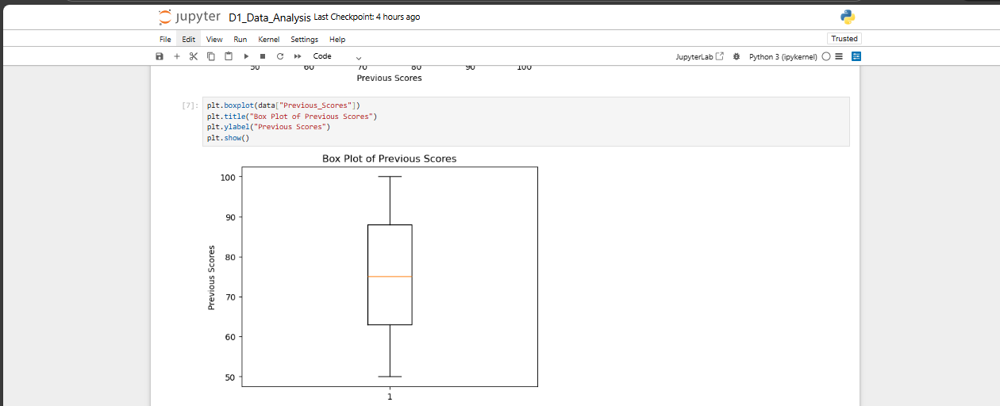 jupyter D1_Data_Analysis Last Checkpoint: 4 hours ago
File Edit View Run Kernel Settings Help Trusted
Code JupyterLab Python 3 (ipykernel)
50 60 70 80 90 100
Previous Scores
[7]: plt.boxplot(data["Previous_Scores"])
plt.title("Box Plot of Previous Scores")
plt.ylabel("Previous Scores")
plt.show()
Box Plot of Previous Scores
100
90
80
70
60
50
Previous Scores
1